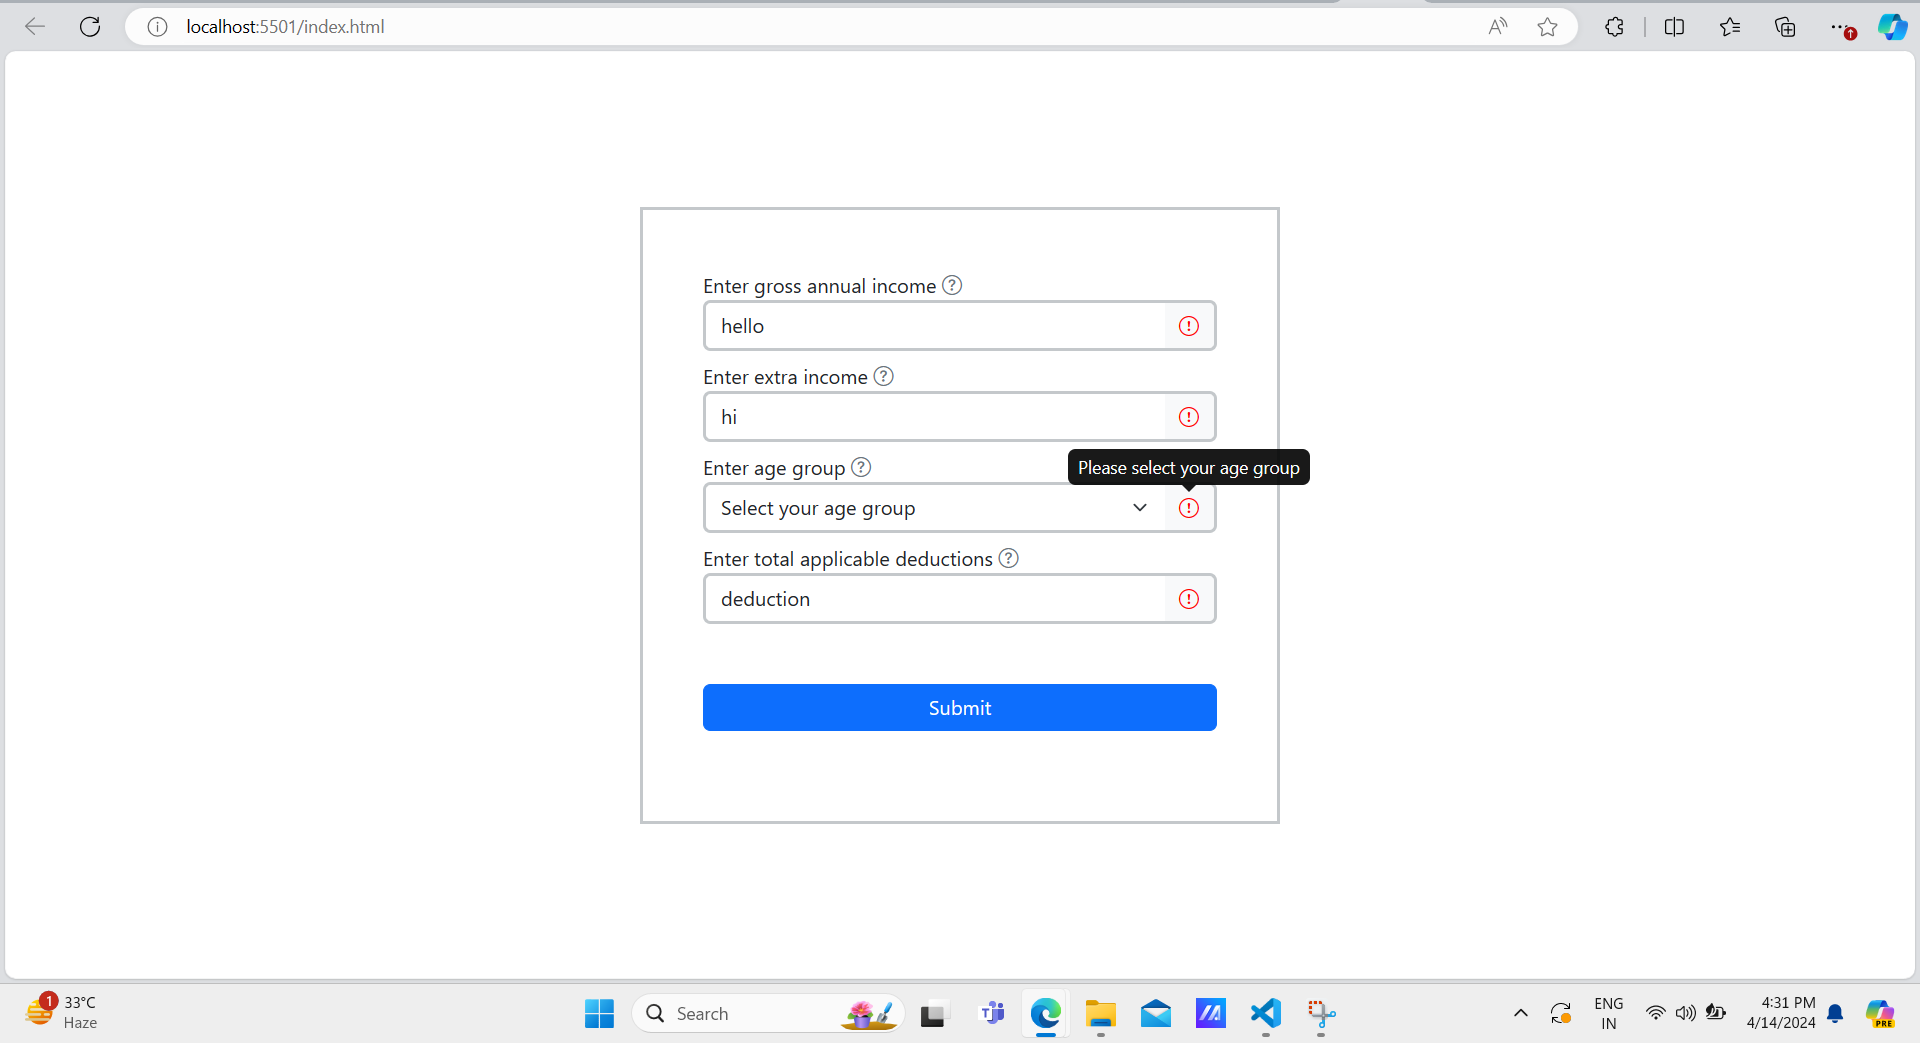 localhost:5501/index.html
Enter gross annual income ?
hello
Enter extra income ?
hi
Please select your age group
Enter age group ?
Select your age group
Enter total applicable deductions ?
deduction
Submit
1
33°C
Haze
Search
ENG
IN
4:31 PM
4/14/2024
PRE